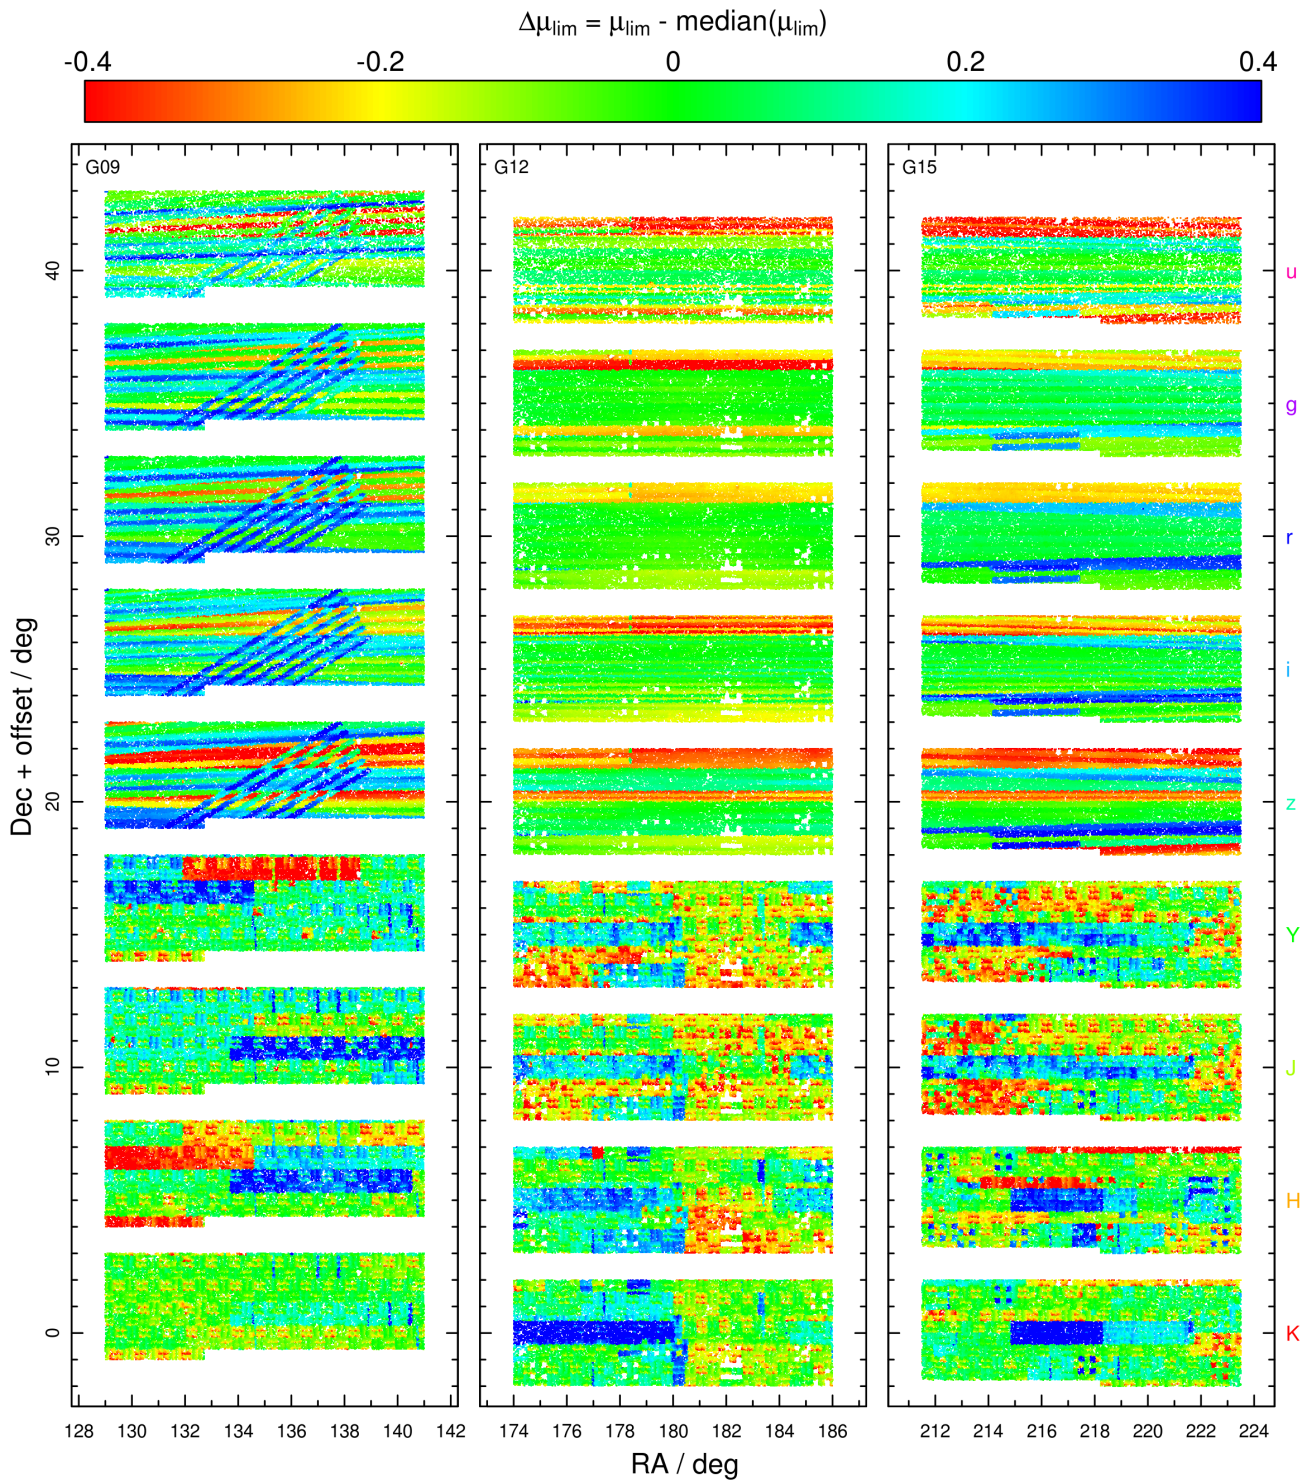 Δμlim = μlim - median(μlim)
-0.4 -0.2 0 0.2 0.4
G09 G12 G15
40 u
g
30 r
i
20 z
Y
10 J
H
0 K
Dec + offset / deg
128 130 132 134 136 138 140 142 174 176 178 180 182 184 186 212 214 216 218 220 222 224
RA / deg